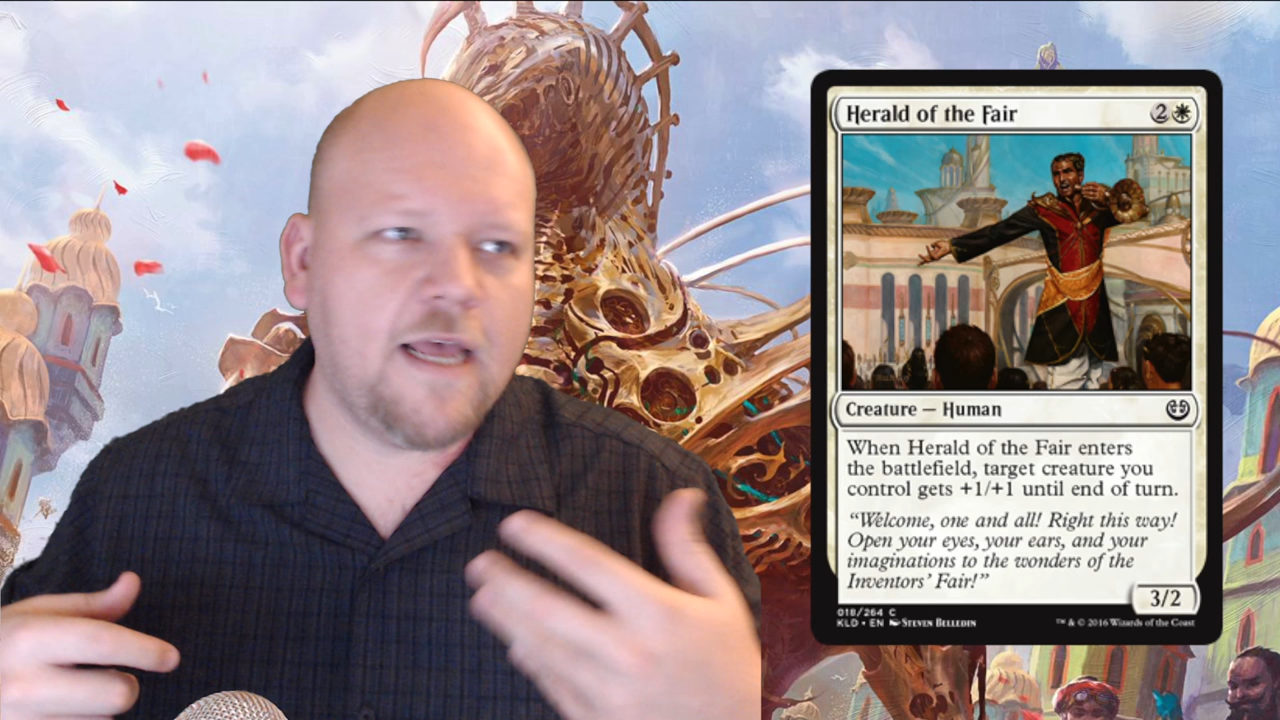 Herald of the Fair 2
Creature — Human
When Herald of the Fair enters
the battlefield, target creature you
control gets +1/+1 until end of turn.
“Welcome, one and all! Right this way!
Open your eyes, your ears, and your
imaginations to the wonders of the
Inventors’ Fair!”
3/2
018/264 C
KLD • EN Steven Belledin
™ & © 2016 Wizards of the Coast